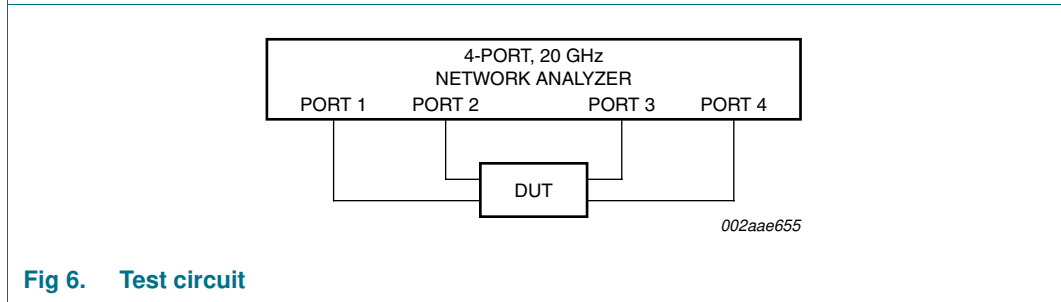 4-PORT, 20 GHz
NETWORK ANALYZER
PORT 1 PORT 2 PORT 3 PORT 4
DUT
002aae655
Fig 6. Test circuit